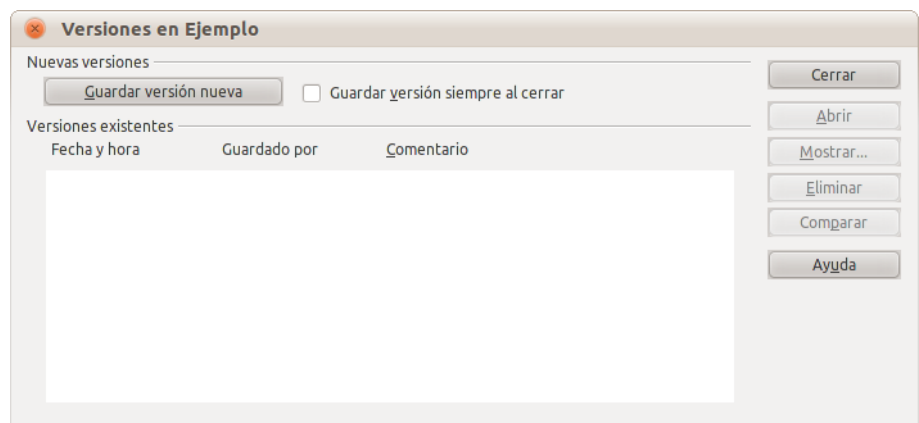 Versiones en Ejemplo
Nuevas versiones
Guardar versión nueva
Guardar versión siempre al cerrar
Versiones existentes
Fecha y hora Guardado por Comentario
Cerrar
Abrir
Mostrar...
Eliminar
Comparar
Ayuda